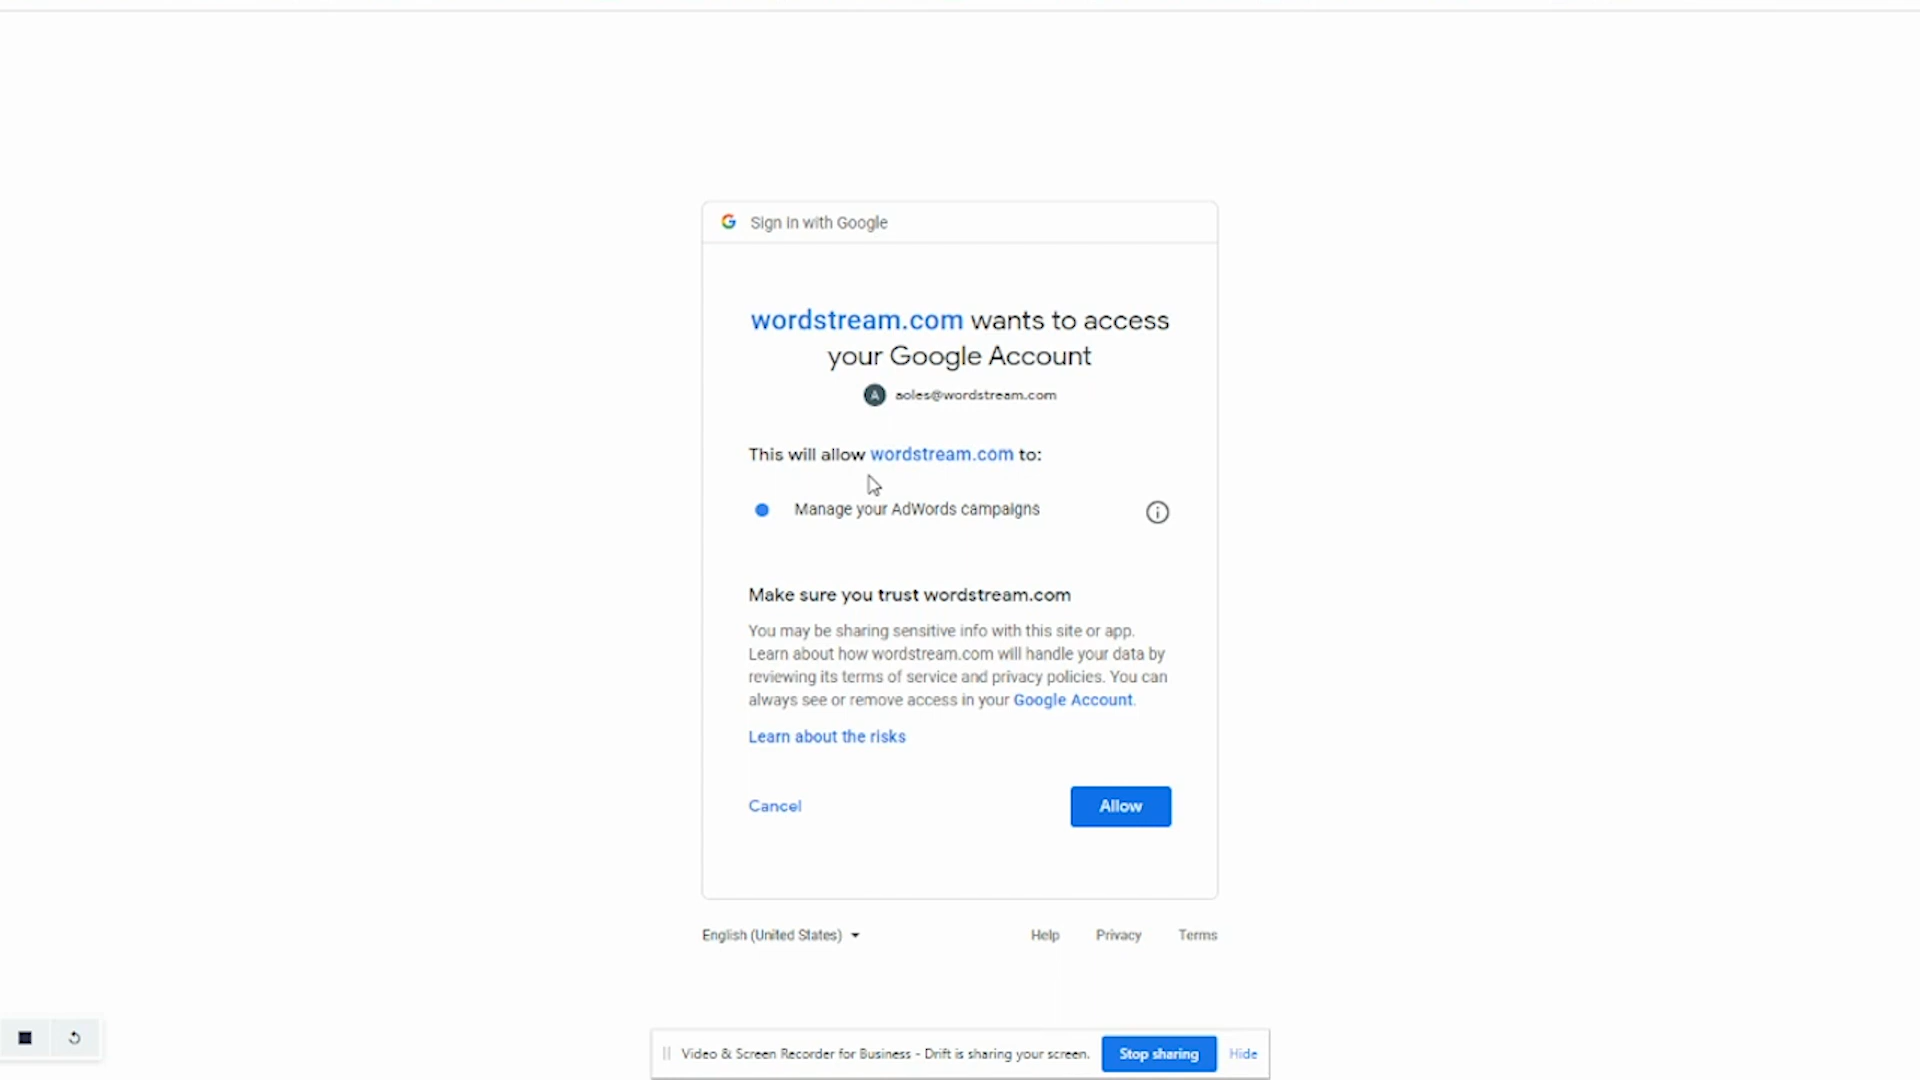 Sign in with Google
wordstream.com wants to access
your Google Account
A aoles@wordstream.com
This will allow wordstream.com to:
Manage your AdWords campaigns
Make sure you trust wordstream.com
You may be sharing sensitive info with this site or app.
Learn about how wordstream.com will handle your data by
reviewing its terms of service and privacy policies. You can
always see or remove access in your Google Account.
Learn about the risks
Cancel Allow
English (United States) Help Privacy Terms
Video & Screen Recorder for Business - Drift is sharing your screen. Stop sharing Hide